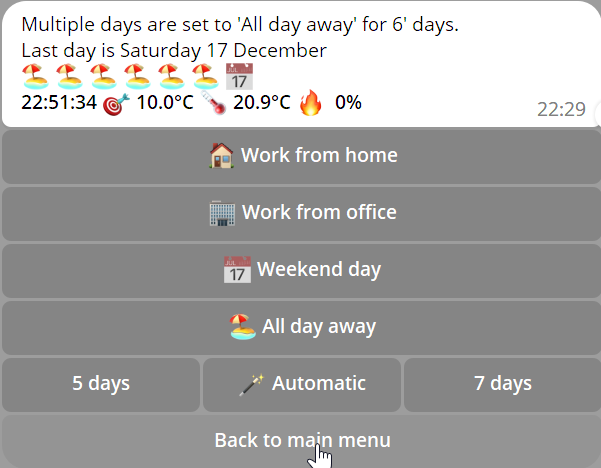 Multiple days are set to 'All day away' for 6' days.
Last day is Saturday 17 December
🏖️ 🏖️ 🏖️ 🏖️ 🏖️ 🏖️ 📅
22:51:34 🎯 10.0°C 🌡️ 20.9°C 🔥 0%
22:29
🏠 Work from home
🏢 Work from office
📅 Weekend day
🏖️ All day away
5 days 🪄 Automatic 7 days
Back to main menu